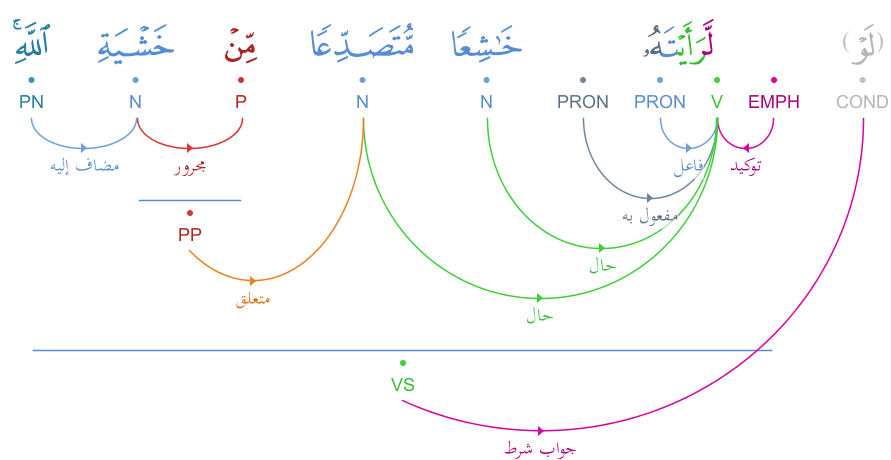 (لَوْ) لَّرَأَيْتَهُۥ خَـٰشِعًا مُّتَصَدِّعًا مِّنْ خَشْيَةِ ٱللَّهِ ۚ
COND EMPH V PRON PRON N N P N PN
توكيد فاعل مجرور مضاف إليه
مفعول به
PP
حال
متعلق
حال
VS
جواب شرط